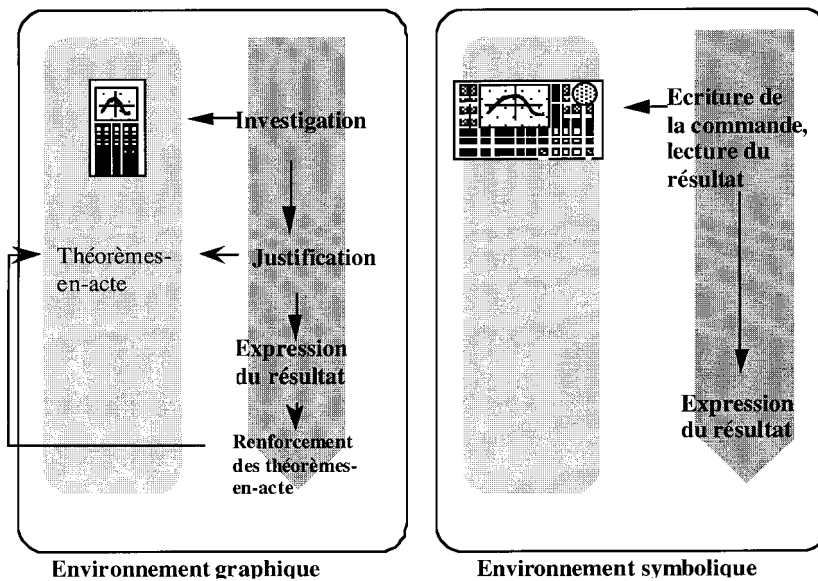 Investigation
Théorèmes-
en-acte
Justification
Expression
du résultat
Renforcement
des théorèmes-
en-acte
Environnement graphique
Ecriture de
la commande,
lecture du
résultat
Expression
du résultat
Environnement symbolique